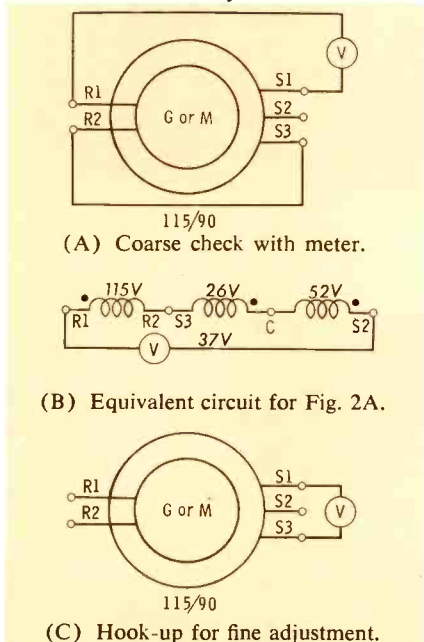 V
R1
S1
S2
R2
G or M
S3
115/90
(A) Coarse check with meter.
115V
26V
52V
R1
R2
S3
C
S2
V
37V
(B) Equivalent circuit for Fig. 2A.
R1
S1
R2
G or M
S2
V
S3
115/90
(C) Hook-up for fine adjustment.